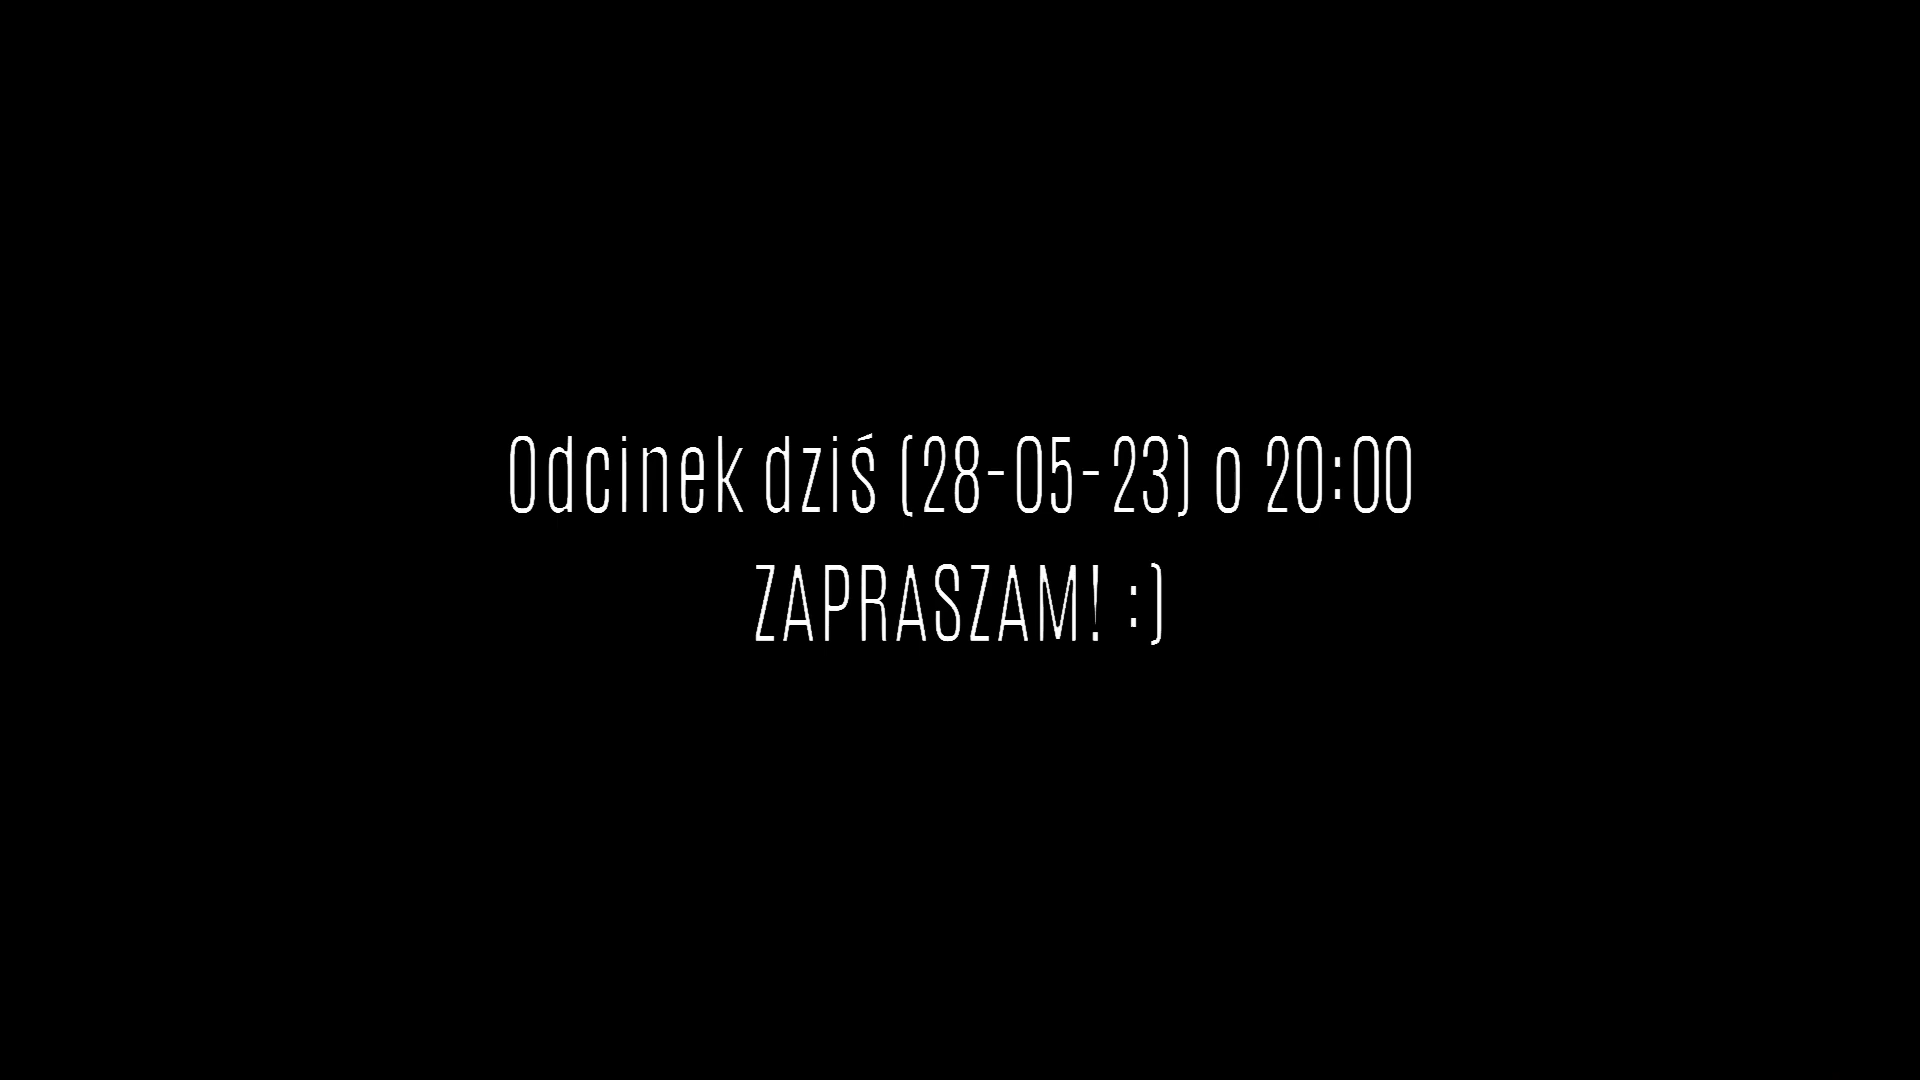 Odcinek dziś (28-05-23) o 20:00
ZAPRASZAM! :)